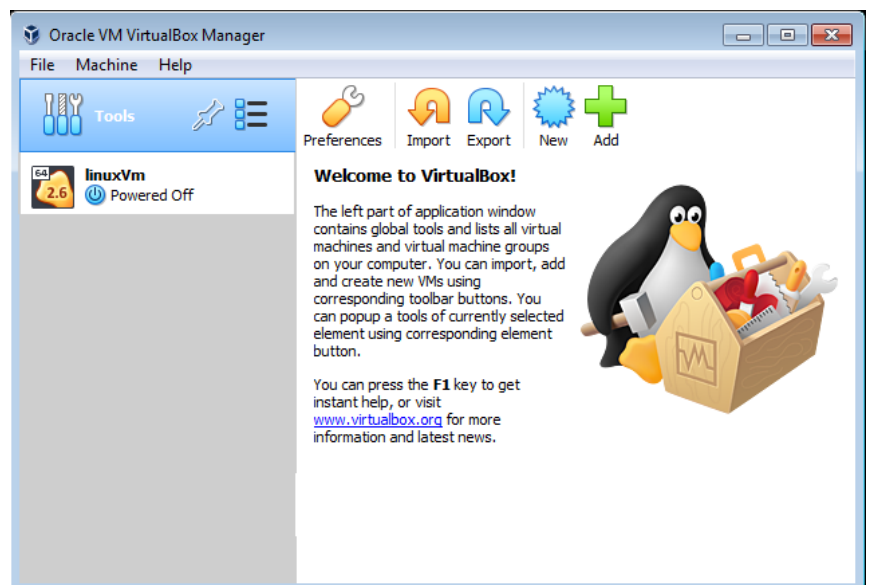 Oracle VM VirtualBox Manager
File Machine Help
Tools
Preferences Import Export New Add
64
2.6
linuxVm
Powered Off
Welcome to VirtualBox!
The left part of application window
contains global tools and lists all virtual
machines and virtual machine groups
on your computer. You can import, add
and create new VMs using
corresponding toolbar buttons. You
can popup a tools of currently selected
element using corresponding element
button.
You can press the F1 key to get
instant help, or visit
www.virtualbox.org for more
information and latest news.